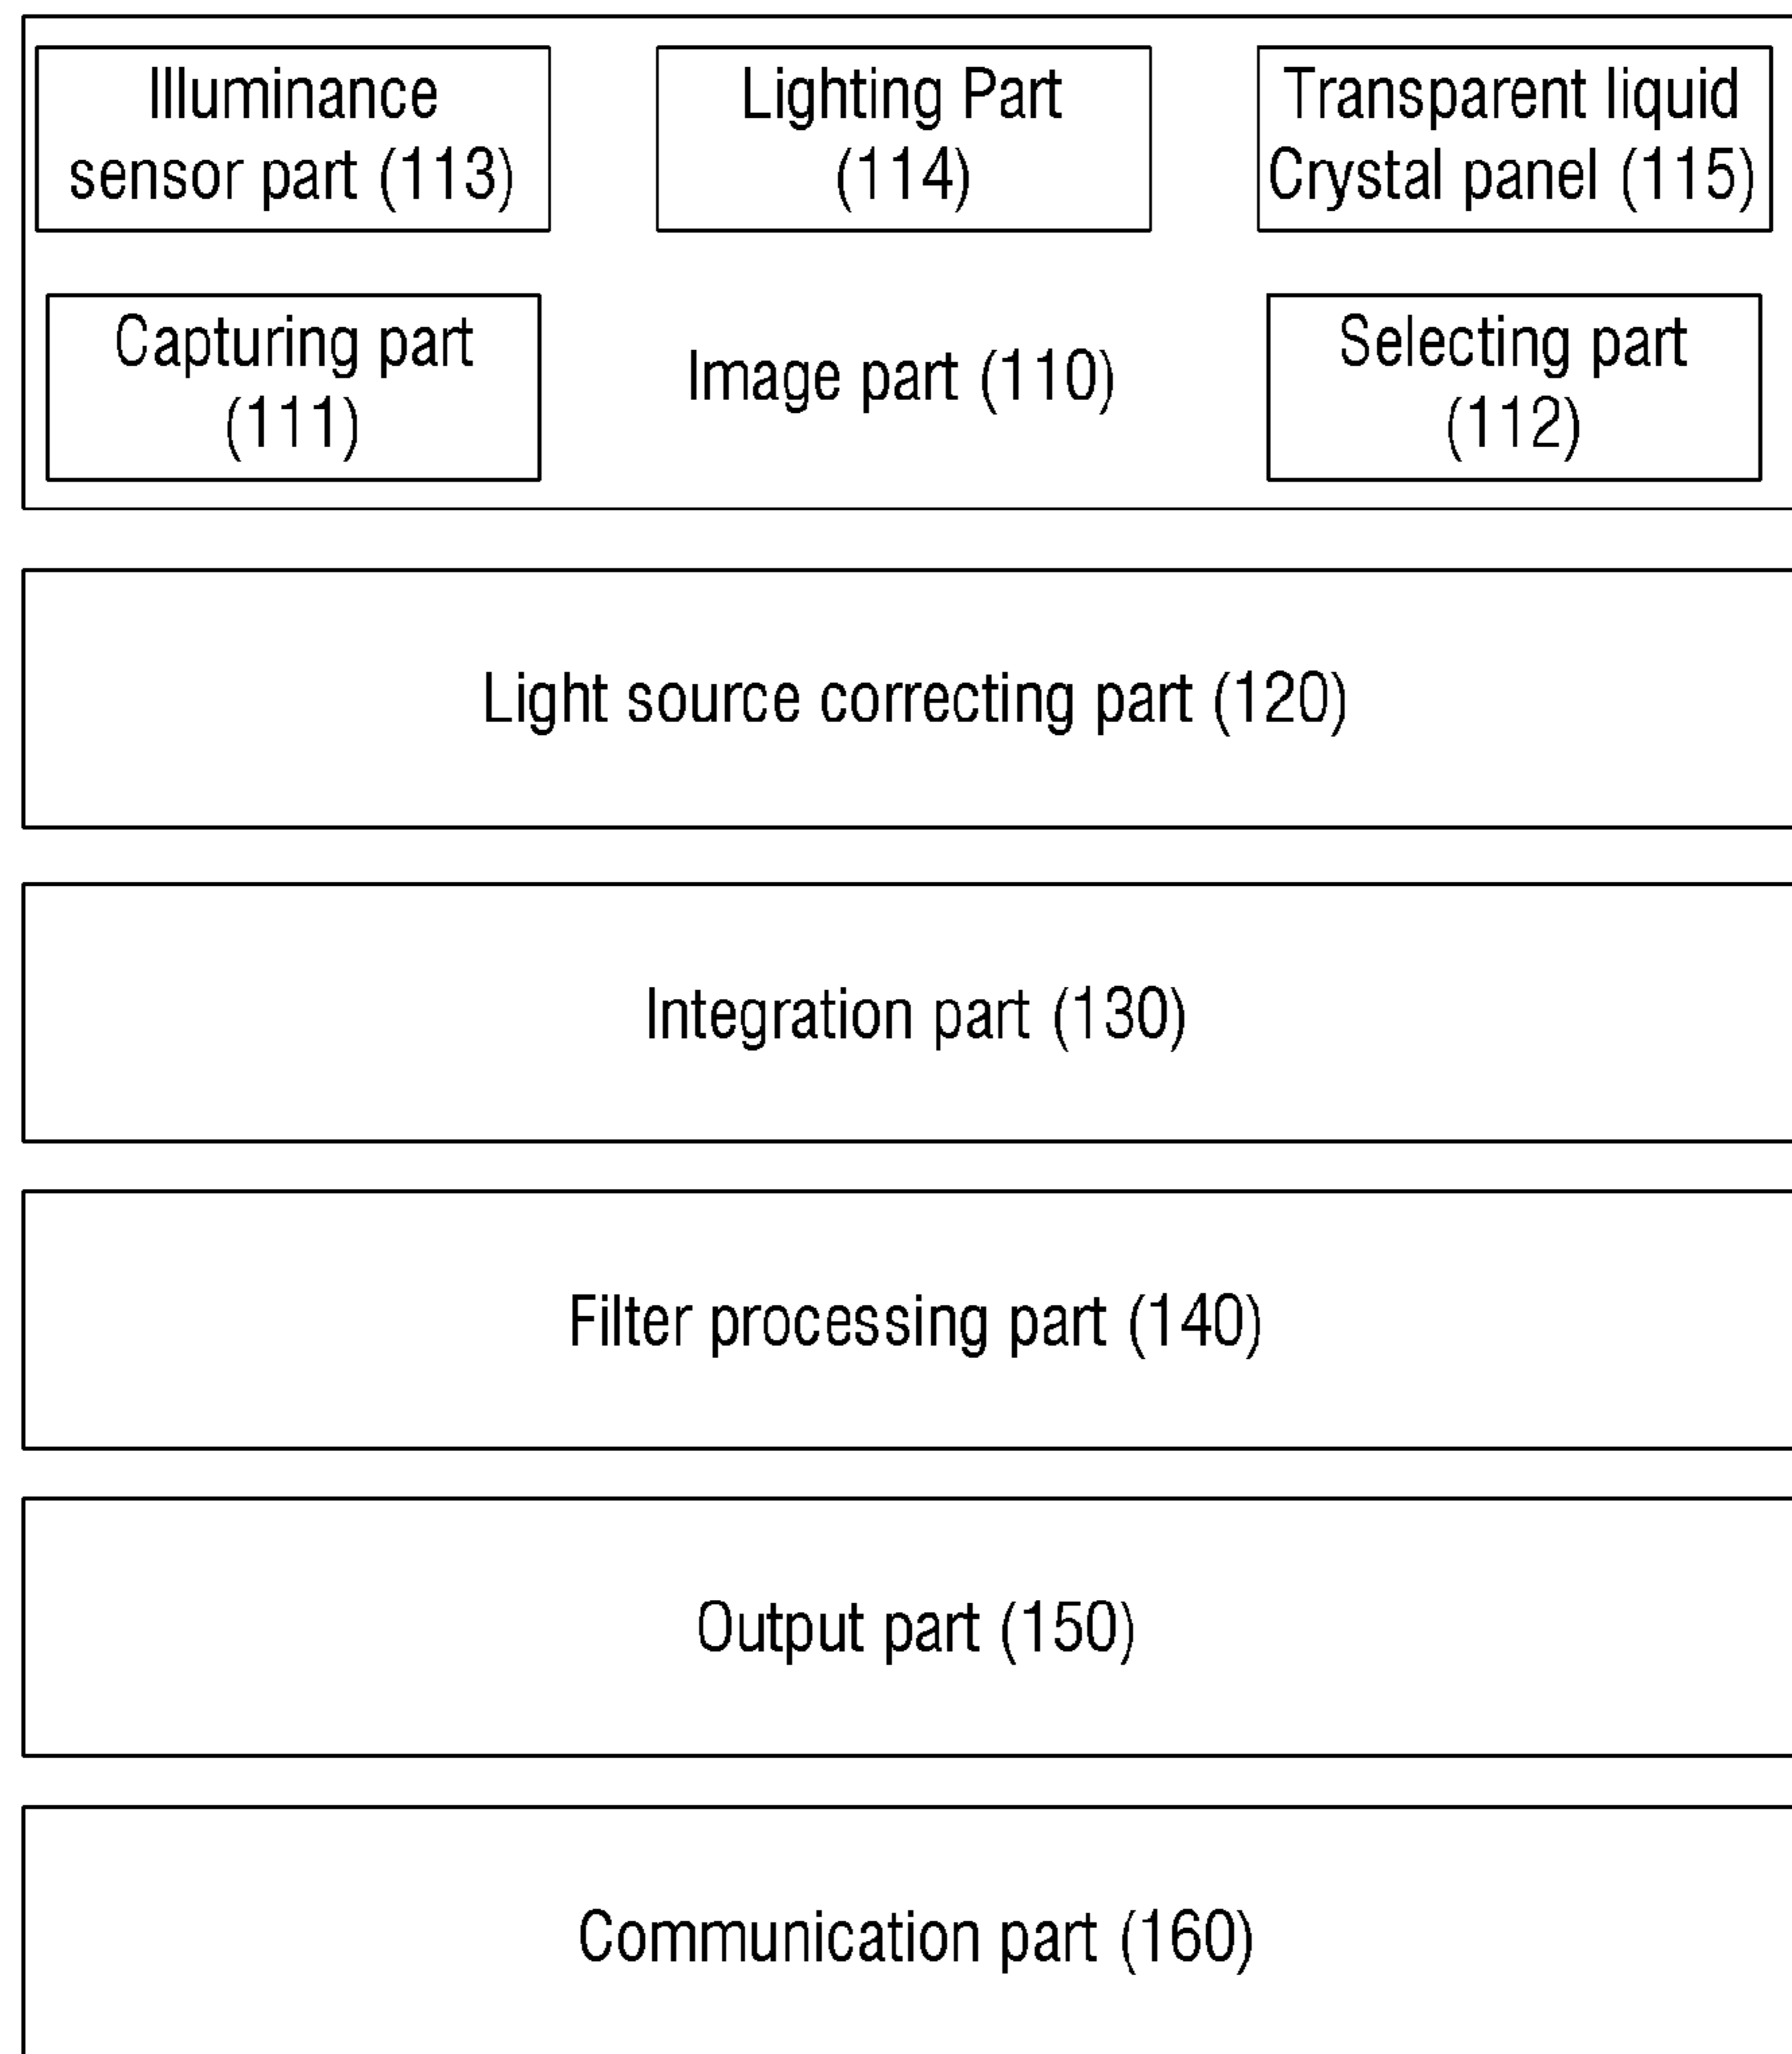 Illuminance
sensor part (113)
Lighting Part
(114)
Transparent liquid
Crystal panel (115)
Capturing part
(111)
Image part (110)
Selecting part
(112)
Light source correcting part (120)
Integration part (130)
Filter processing part (140)
Output part (150)
Communication part (160)